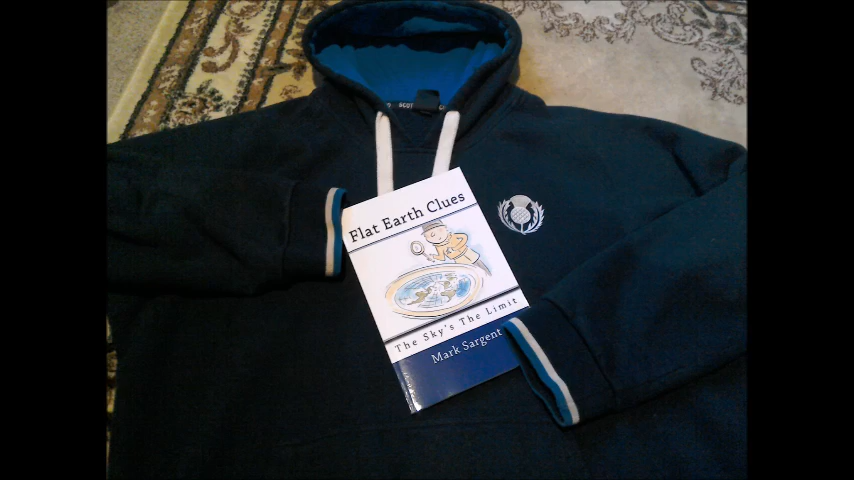 Flat Earth Clues
The Sky's The Limit
Mark Sargent